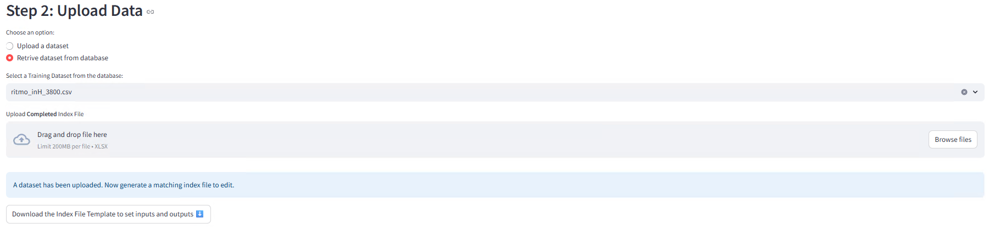 Step 2: Upload Data
Choose an option:
Upload a dataset
Retrive dataset from database
Select a Training Dataset from the database:
ritmo_inH_3800.csv
Upload Completed Index File
Drag and drop file here
Limit 200MB per file • XLSX
Browse files
A dataset has been uploaded. Now generate a matching index file to edit.
Download the Index File Template to set inputs and outputs ⬇️